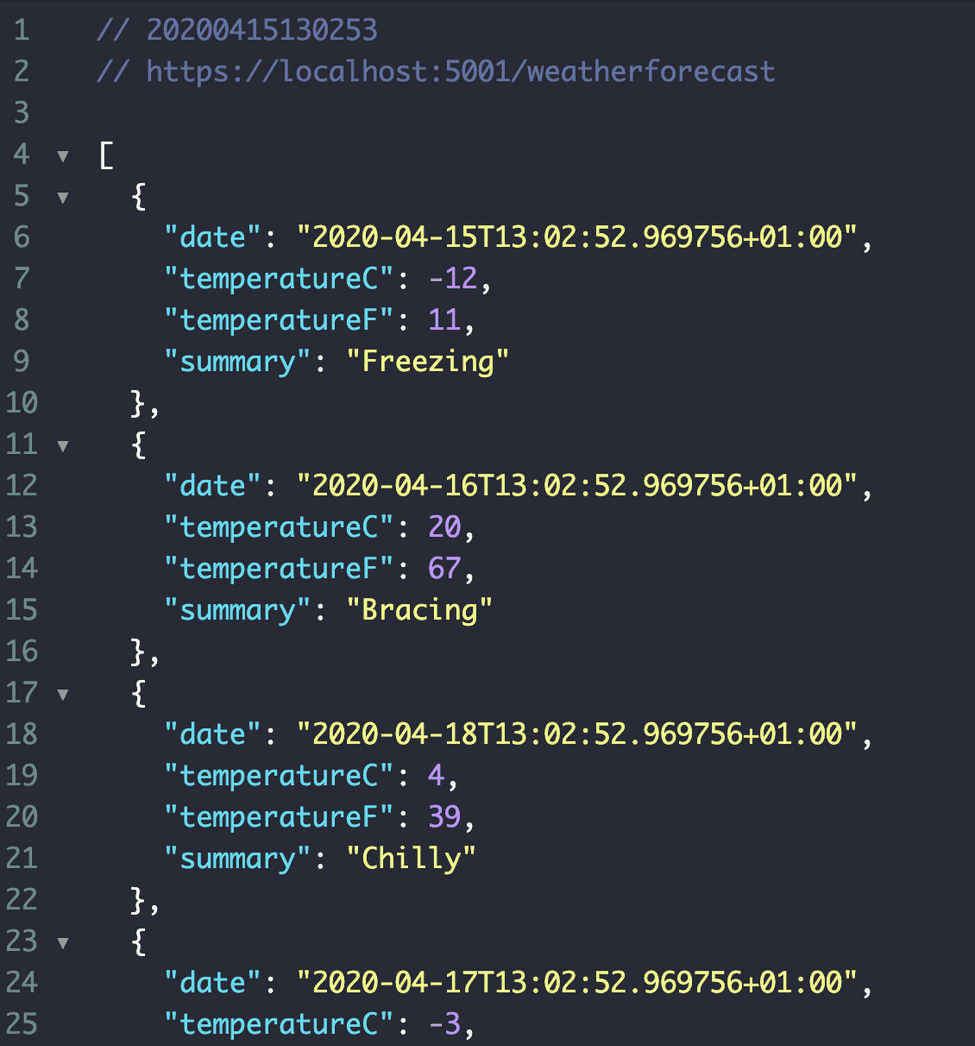 1 // 20200415130253
2 // https://localhost:5001/weatherforecast
3
4 [
5 {
6 "date": "2020-04-15T13:02:52.969756+01:00",
7 "temperatureC": -12,
8 "temperatureF": 11,
9 "summary": "Freezing"
10 },
11 {
12 "date": "2020-04-16T13:02:52.969756+01:00",
13 "temperatureC": 20,
14 "temperatureF": 67,
15 "summary": "Bracing"
16 },
17 {
18 "date": "2020-04-18T13:02:52.969756+01:00",
19 "temperatureC": 4,
20 "temperatureF": 39,
21 "summary": "Chilly"
22 },
23 {
24 "date": "2020-04-17T13:02:52.969756+01:00",
25 "temperatureC": -3,